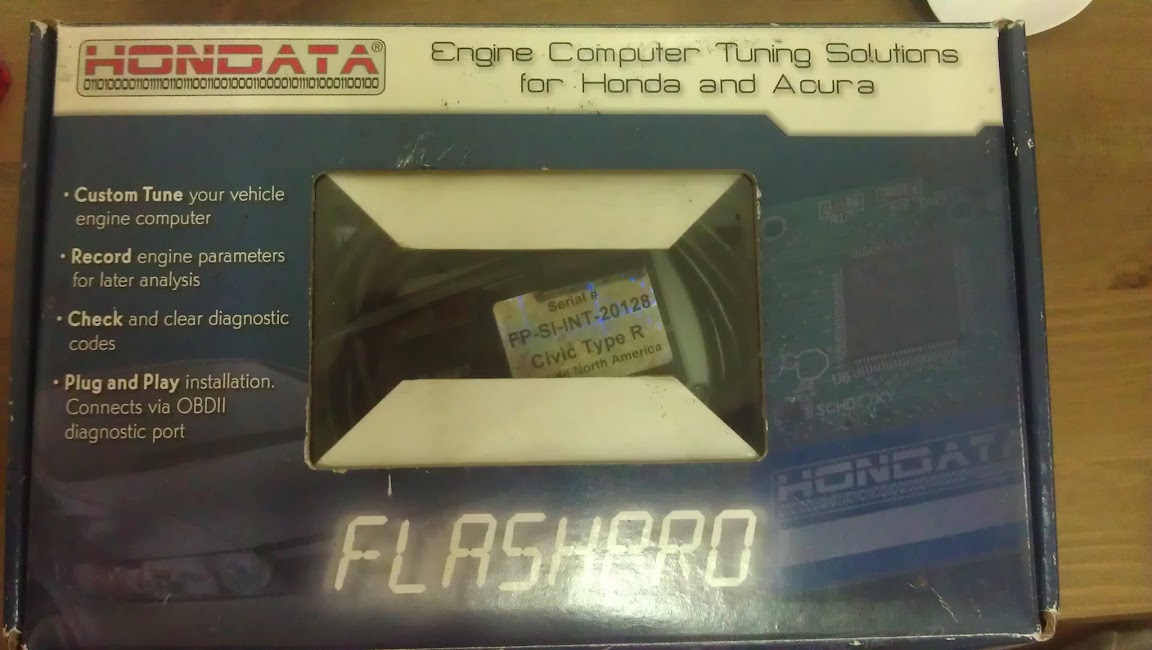 HONDATA®
Engine Computer Tuning Solutions
for Honda and Acura
• Custom Tune your vehicle
engine computer
• Record engine parameters
for later analysis
• Check and clear diagnostic
codes
• Plug and Play installation.
Connects via OBDII
diagnostic port
Serial #
FP-SI-INT-20128
Civic Type R
North America
R1
U6
HONDATA
FLASHPRO